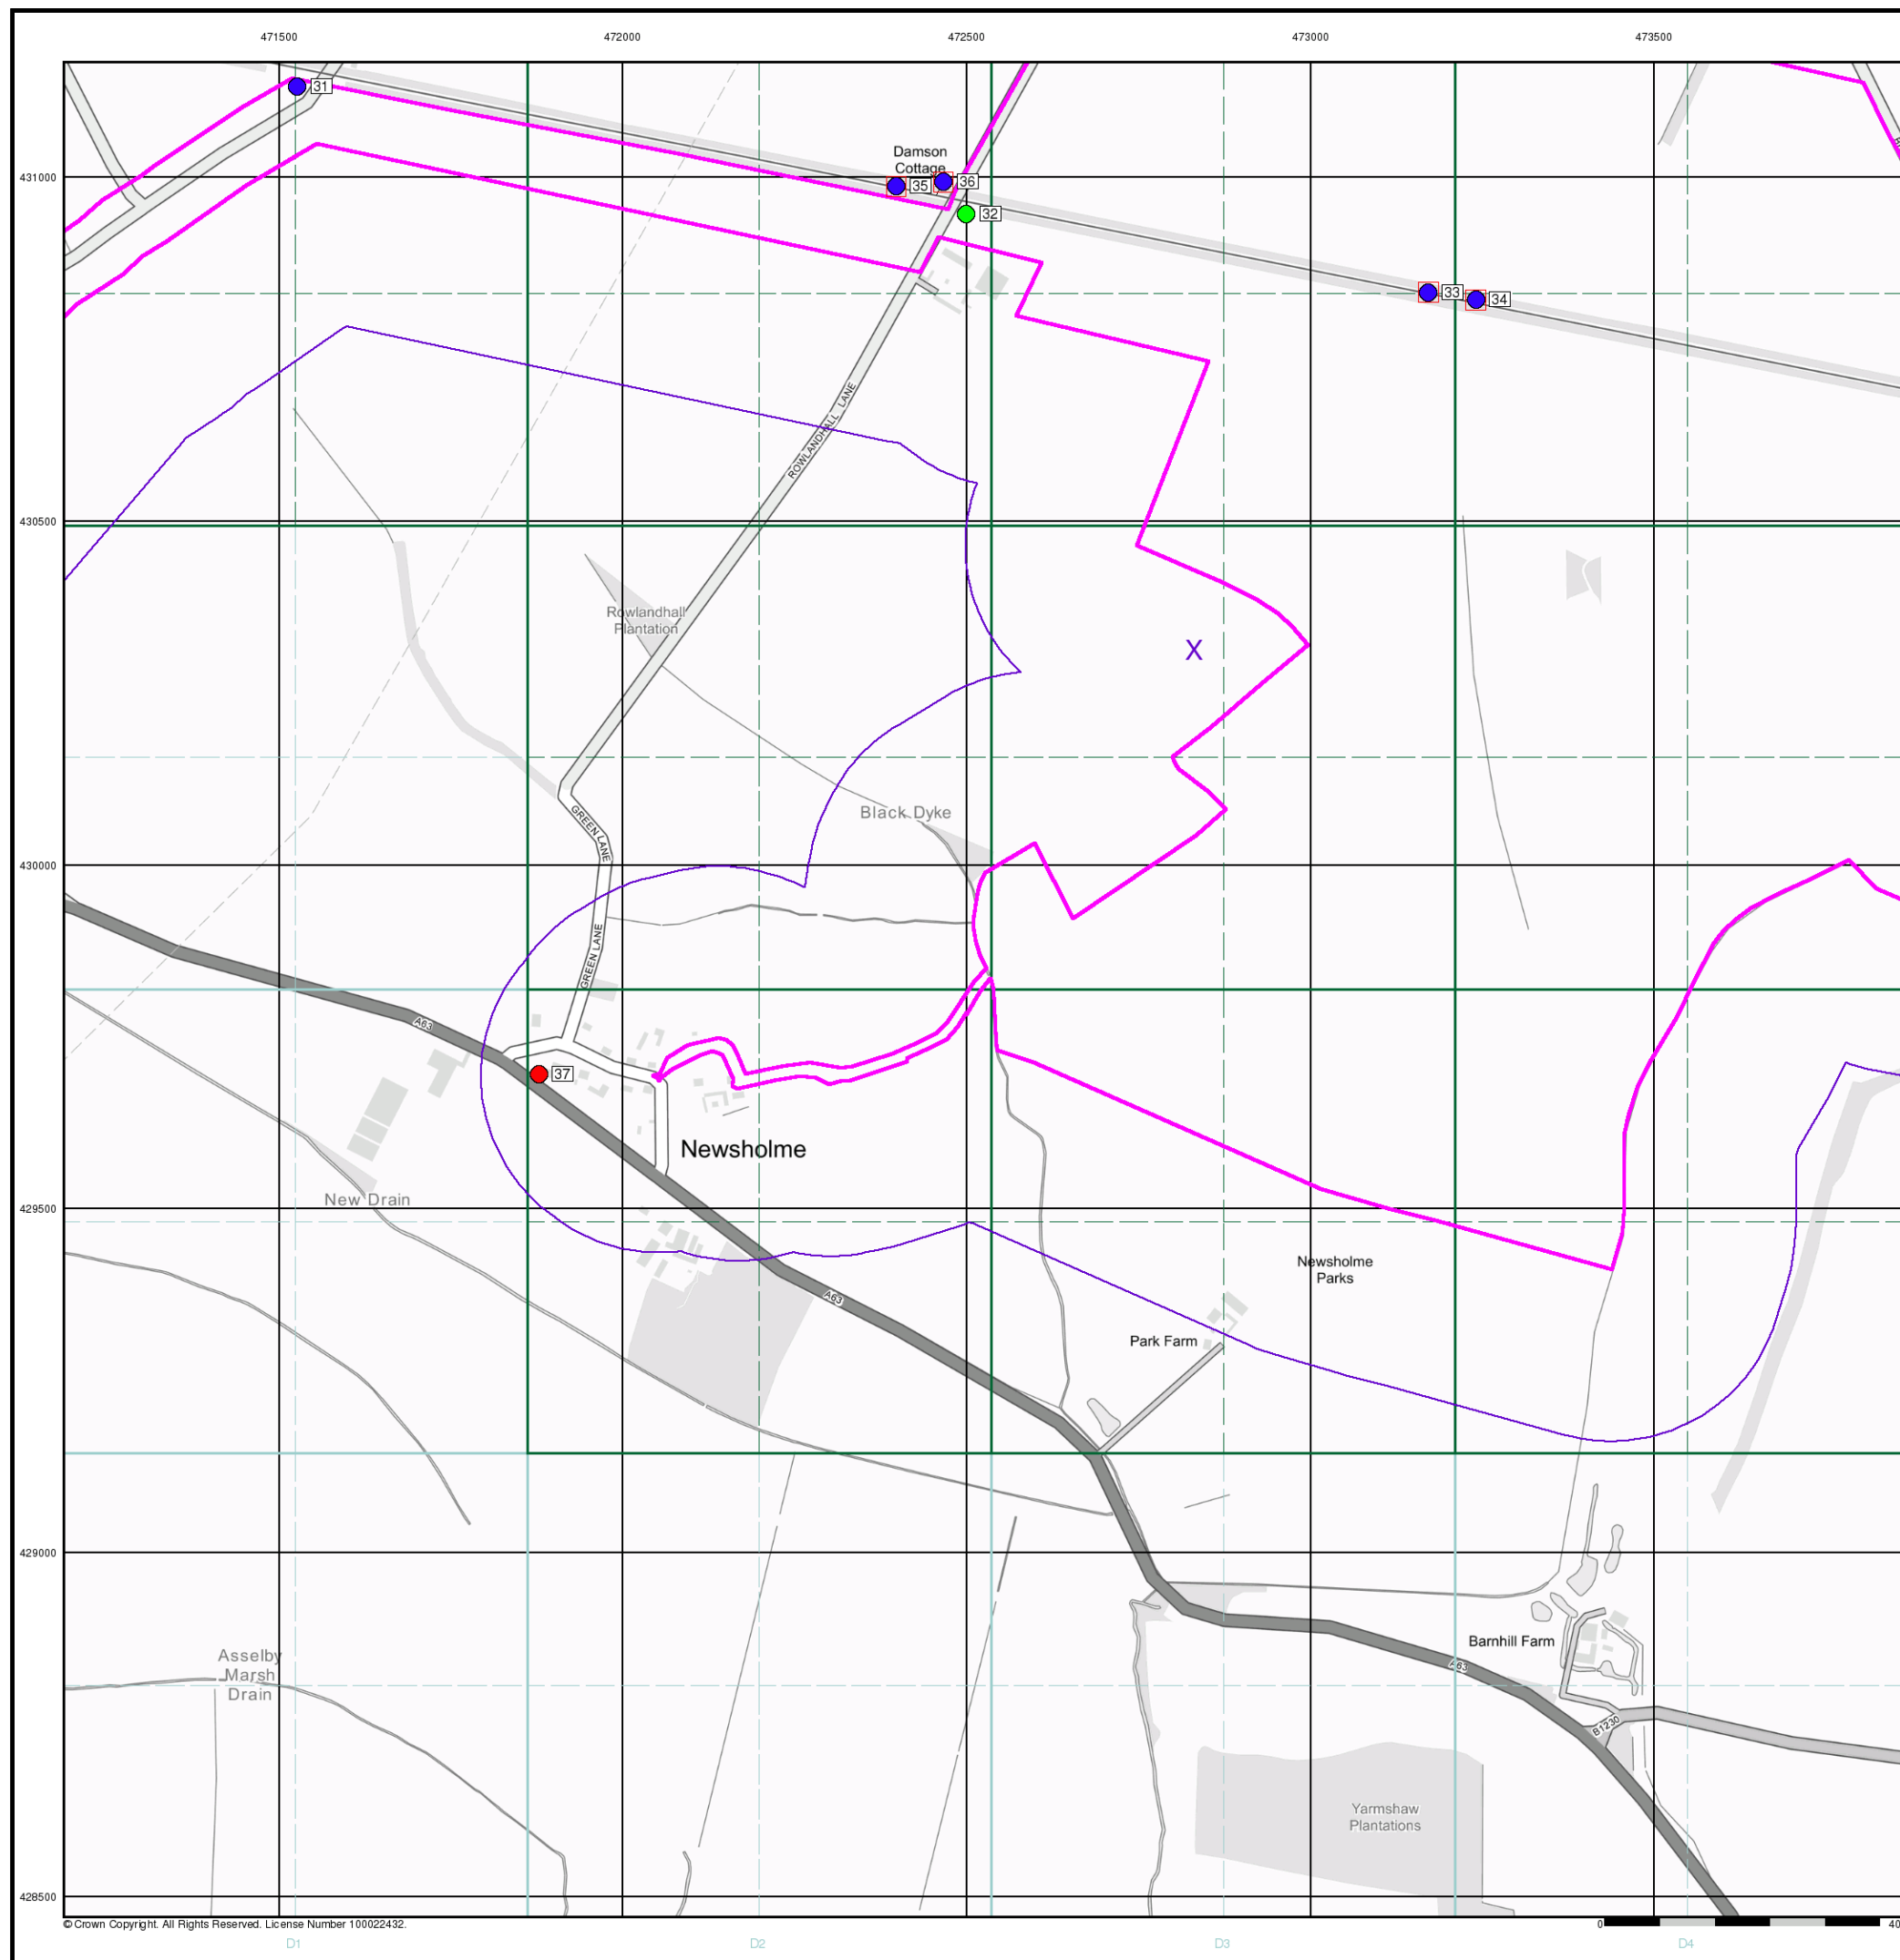 471500 472000 472500 473000 473500
31
Damson
Cottage
35 36
431000
32
33 34
ROWLANDHALL LANE
430500
Rowlandhall
Plantation
X
Black Dyke
GREEN LANE
430000
GREEN LANE
A63
37
Newsholme
New Drain
429500
Newsholme
Parks
A63
Park Farm
429000
Barnhill Farm
Asselby
Marsh
Drain
A63
B1230
Yarmshaw
Plantations
428500
© Crown Copyright. All Rights Reserved. License Number 100022432.
0 40
D1 D2 D3 D4